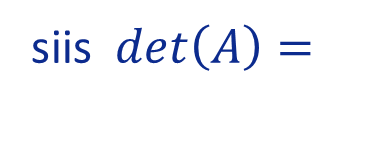 siis det(A) =